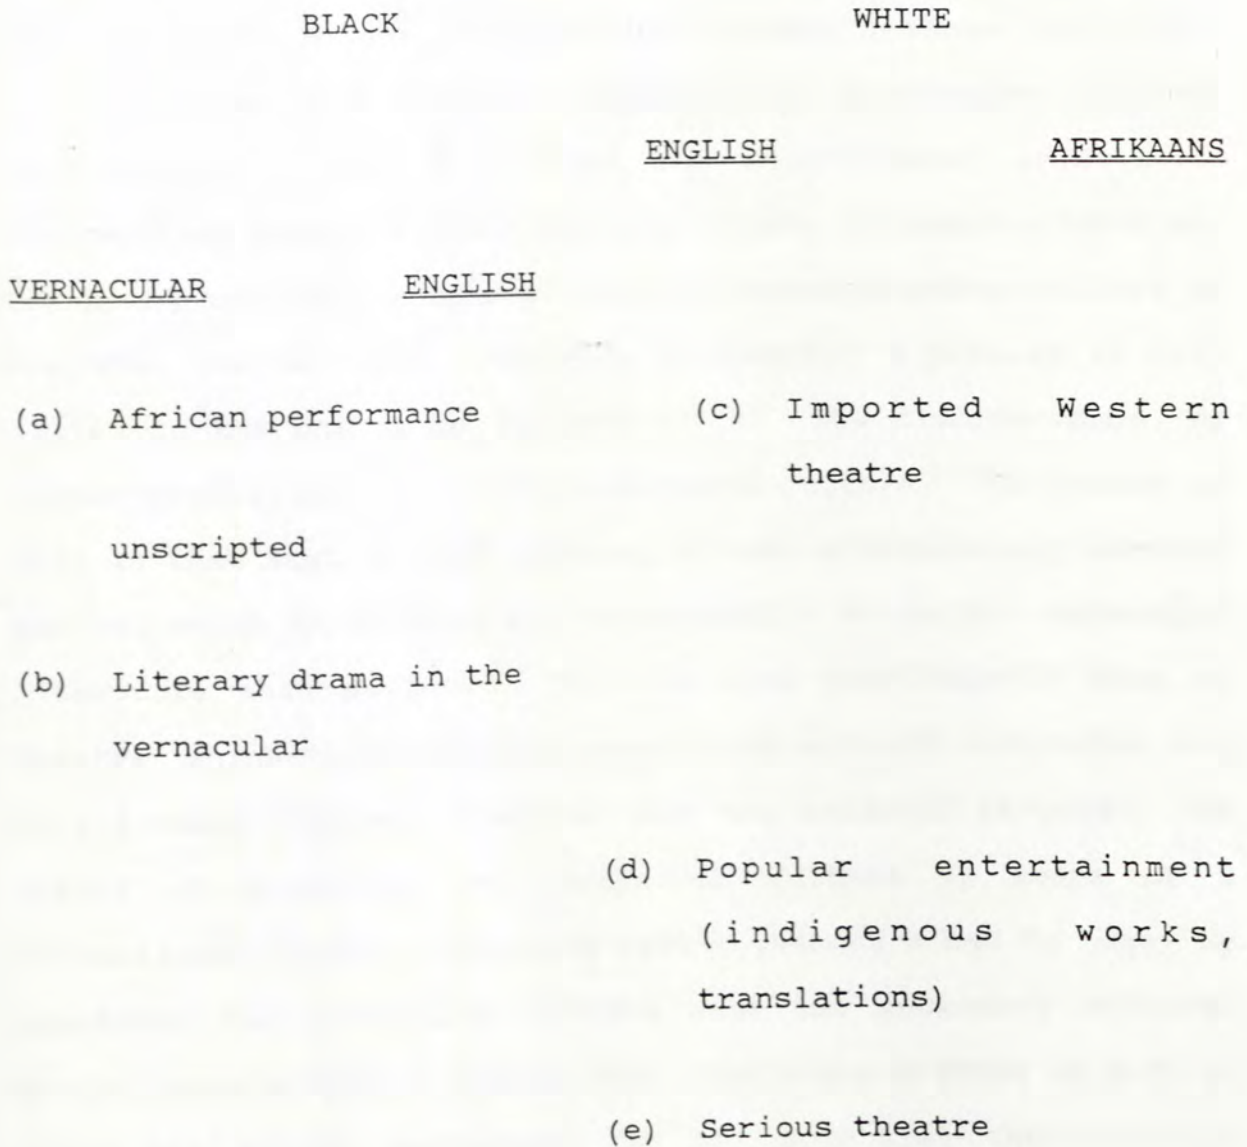 BLACK WHITE
ENGLISH AFRIKAANS
VERNACULAR ENGLISH
(a) African performance
unscripted
(b) Literary drama in the
vernacular
(c) Imported Western
theatre
(d) Popular entertainment
(indigenous works,
translations)
(e) Serious theatre